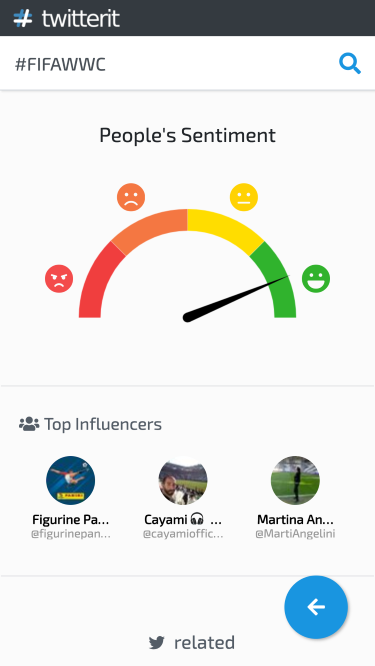 # twitterit
#FIFAWWC
People's Sentiment
Top Influencers
Figurine Pa...
Cayami 🎧 ...
Martina An...
@figurinepan...
@cayamioffic...
@MartiAngelini
related